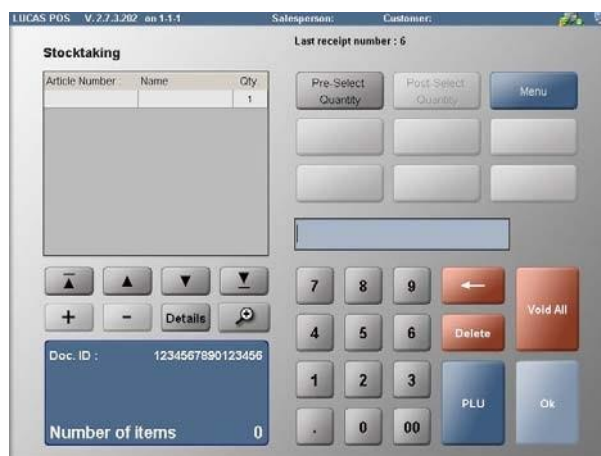 LUCAS POS V. 2.7.3.202 on 1-1-1 Salesperson: Customer:
Stocktaking
Last receipt number : 6
Article Number Name Qty
1
Pre-Select Quantity
Post-Select Quantity
Menu
7 8 9
Void All
+ - Details
4 5 6 Delete
Doc. ID : 1234567890123456
1 2 3
PLU Ok
Number of items 0
. 0 00